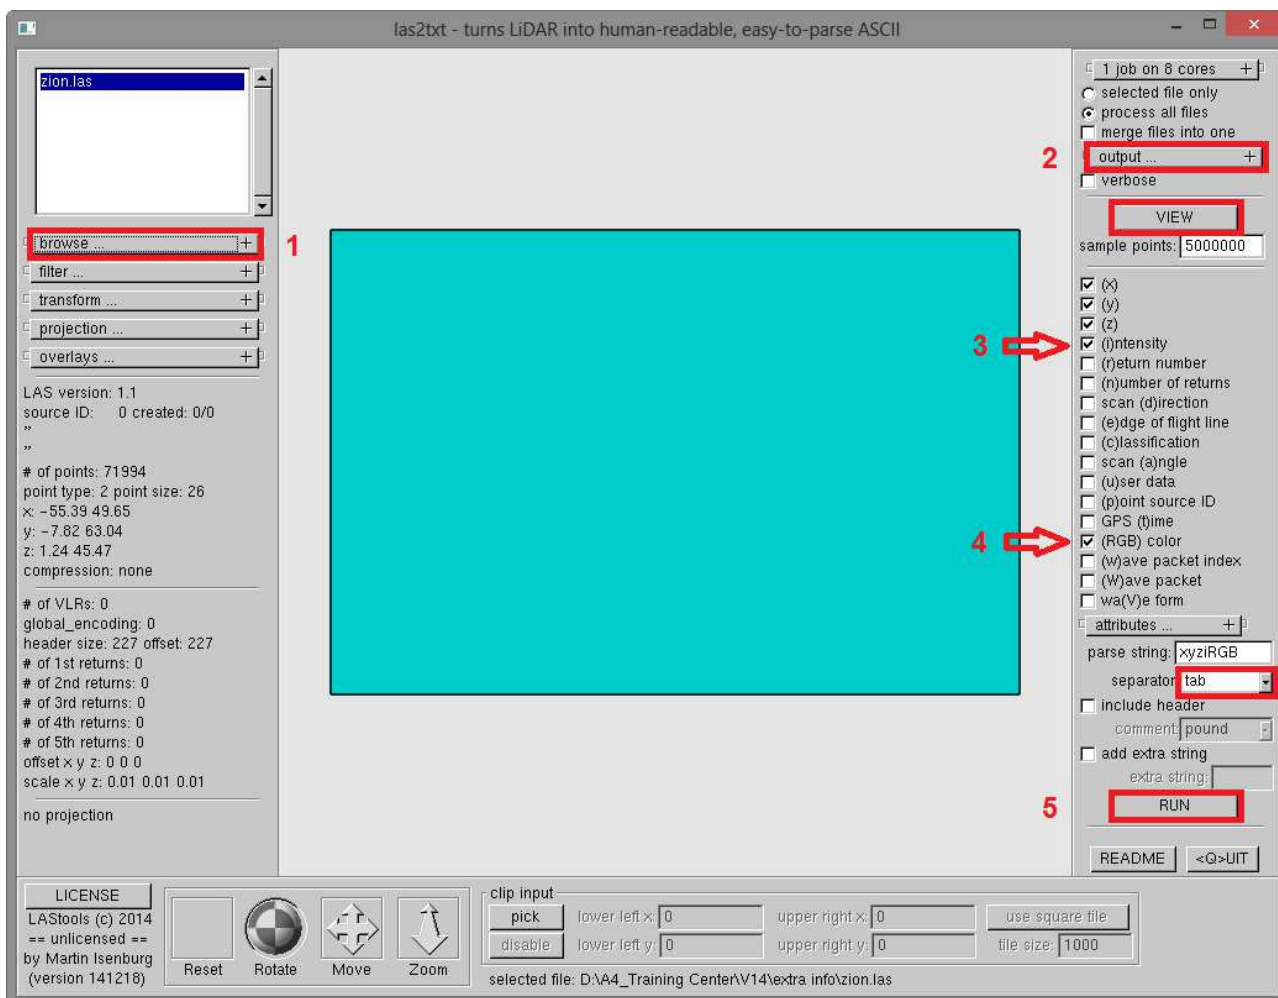 las2txt - turns LiDAR into human-readable, easy-to-parse ASCII
zion.las
1
browse ... +
filter ... +
transform ... +
projection ... +
overlays ... +
LAS version: 1.1
source ID: 0 created: 0/0
"
"
# of points: 71994
point type: 2 point size: 26
x: -55.39 49.65
y: -7.82 63.04
z: 1.24 45.47
compression: none
# of VLRs: 0
global_encoding: 0
header size: 227 offset: 227
# of 1st returns: 0
# of 2nd returns: 0
# of 3rd returns: 0
# of 4th returns: 0
# of 5th returns: 0
offset x y z: 0 0 0
scale x y z: 0.01 0.01 0.01
no projection
1 job on 8 cores +
selected file only
process all files
merge files into one
2
output ... +
verbose
VIEW
sample points: 5000000
(x)
(y)
(z)
3
(i)ntensity
(r)eturn number
(n)umber of returns
scan (d)irection
(e)dge of flight line
(c)lassification
scan (a)ngle
(u)ser data
(p)oint source ID
GPS (t)ime
4
(RGB) color
(w)ave packet index
(W)ave packet
wa(V)e form
attributes ... +
parse string: xyziRGB
separator: tab
include header
comment: pound
add extra string
extra string:
5
RUN
README <Q>UIT
LICENSE
LAStools (c) 2014
== unlicensed ==
by Martin Isenburg
(version 141218)
Reset Rotate Move Zoom
clip input
pick lower left x: 0 upper right x: 0 use square tile
disable lower left y: 0 upper right y: 0 tile size: 1000
selected file: D:\A4_Training Center\V14\extra info\zion.las